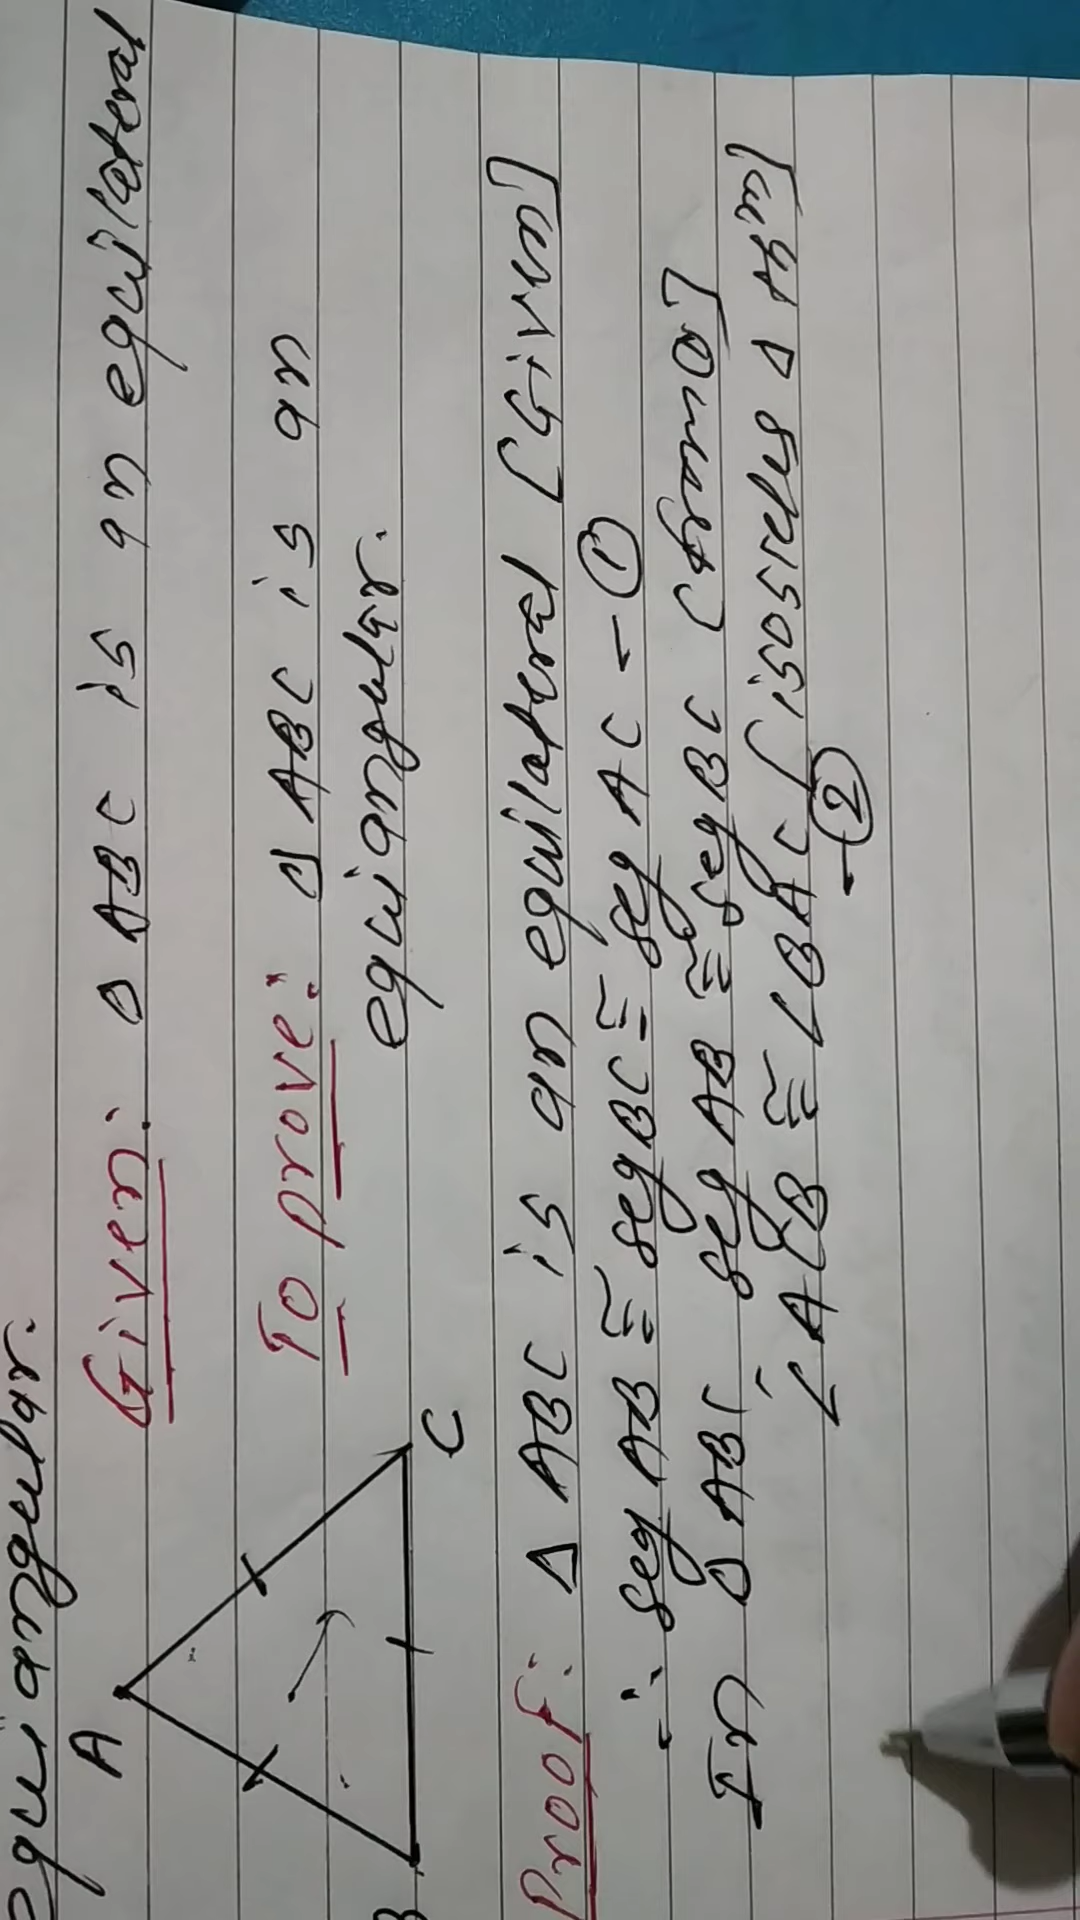 equiangular.
Given: △ABC is an equilateral
To prove: △ABC is an
equiangular.
A
B
C
Proof: △ABC is an equilateral [Given]
∴ seg AB ≅ seg BC ≅ seg AC - ①
In △ABC seg AB ≅ seg BC [From ①]
∴ ∠ACB ≅ ∠BAC [isosceles △ thm]
- ②